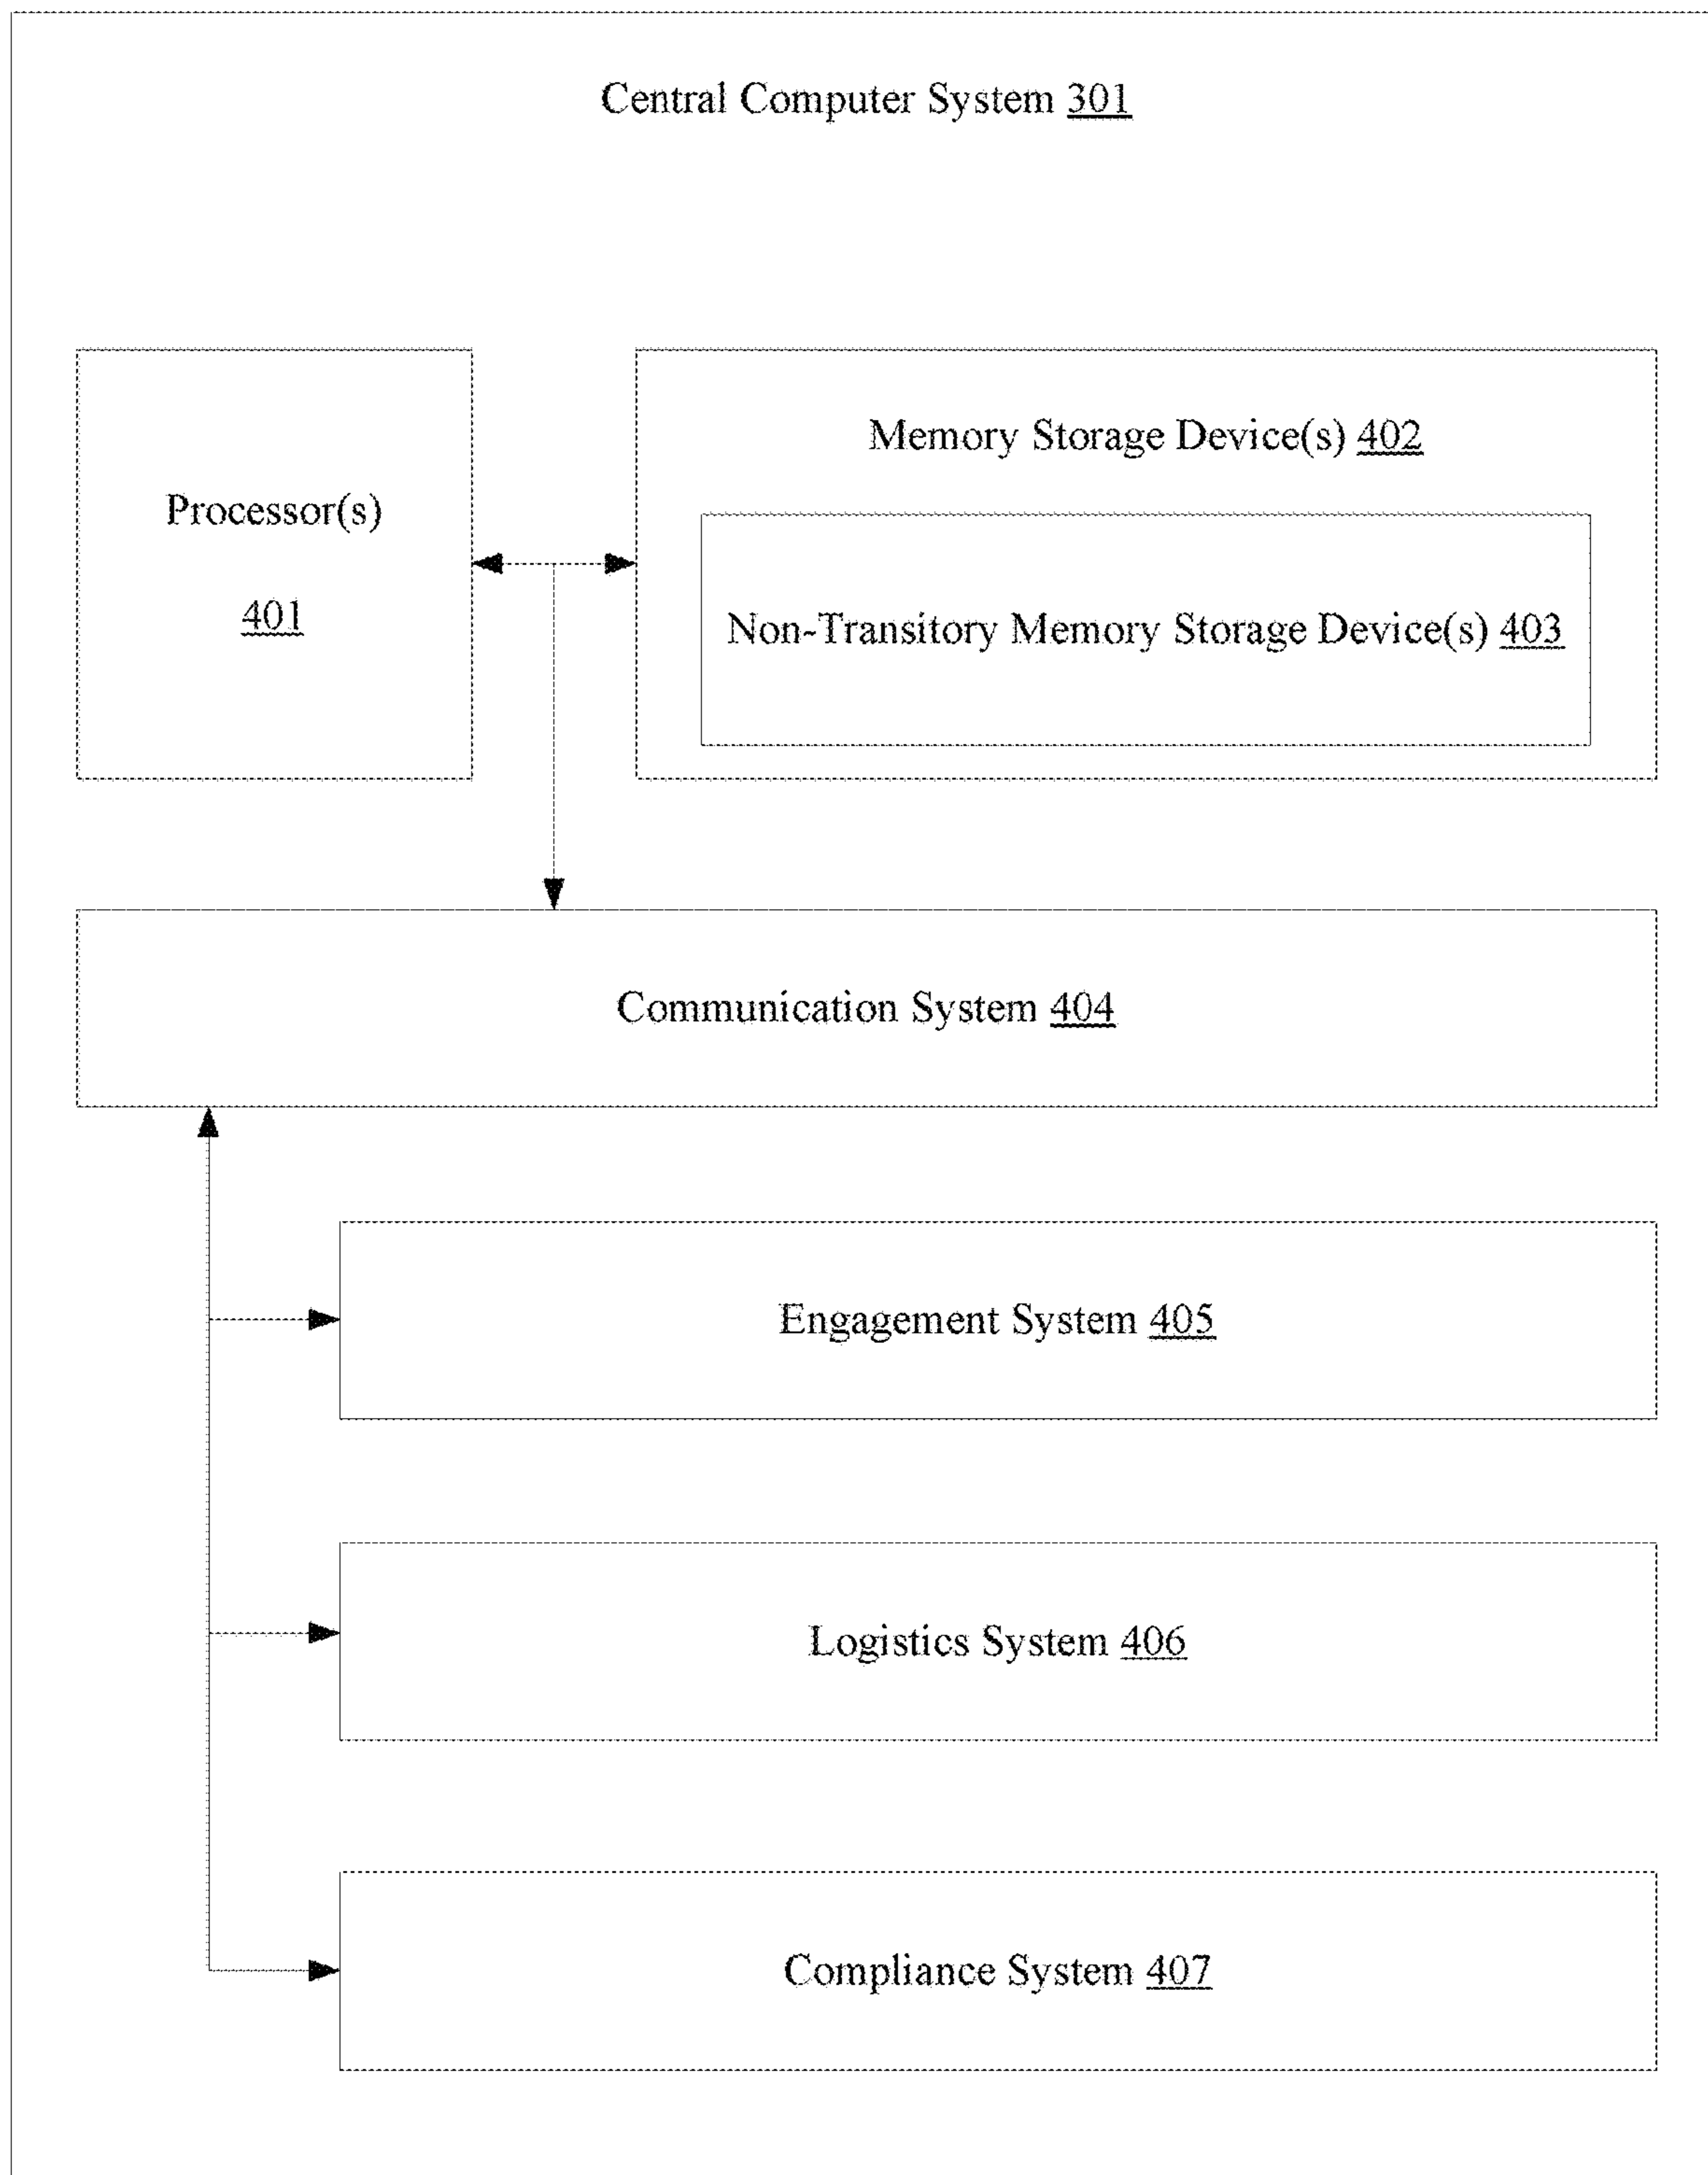 Central Computer System 301
Processor(s)
401
Memory Storage Device(s) 402
Non-Transitory Memory Storage Device(s) 403
Communication System 404
Engagement System 405
Logistics System 406
Compliance System 407